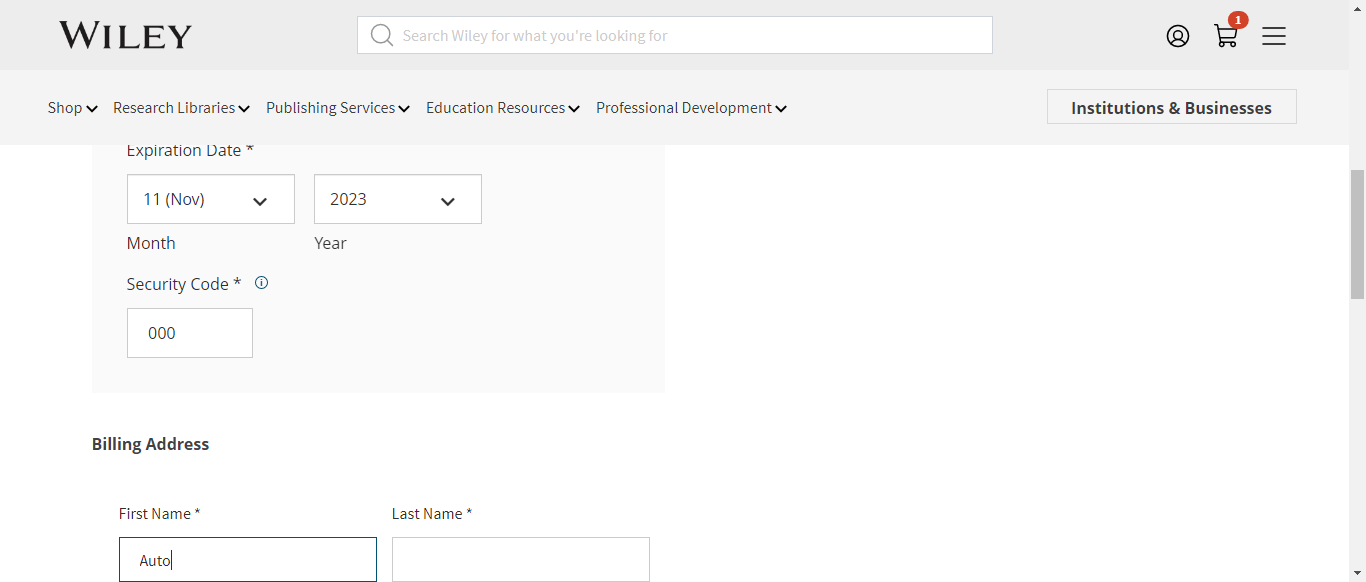 WILEY
Search Wiley for what you're looking for
1
Shop Research Libraries Publishing Services Education Resources Professional Development Institutions & Businesses
Expiration Date *
11 (Nov) 2023
Month Year
Security Code *
000
Billing Address
First Name * Last Name *
Auto